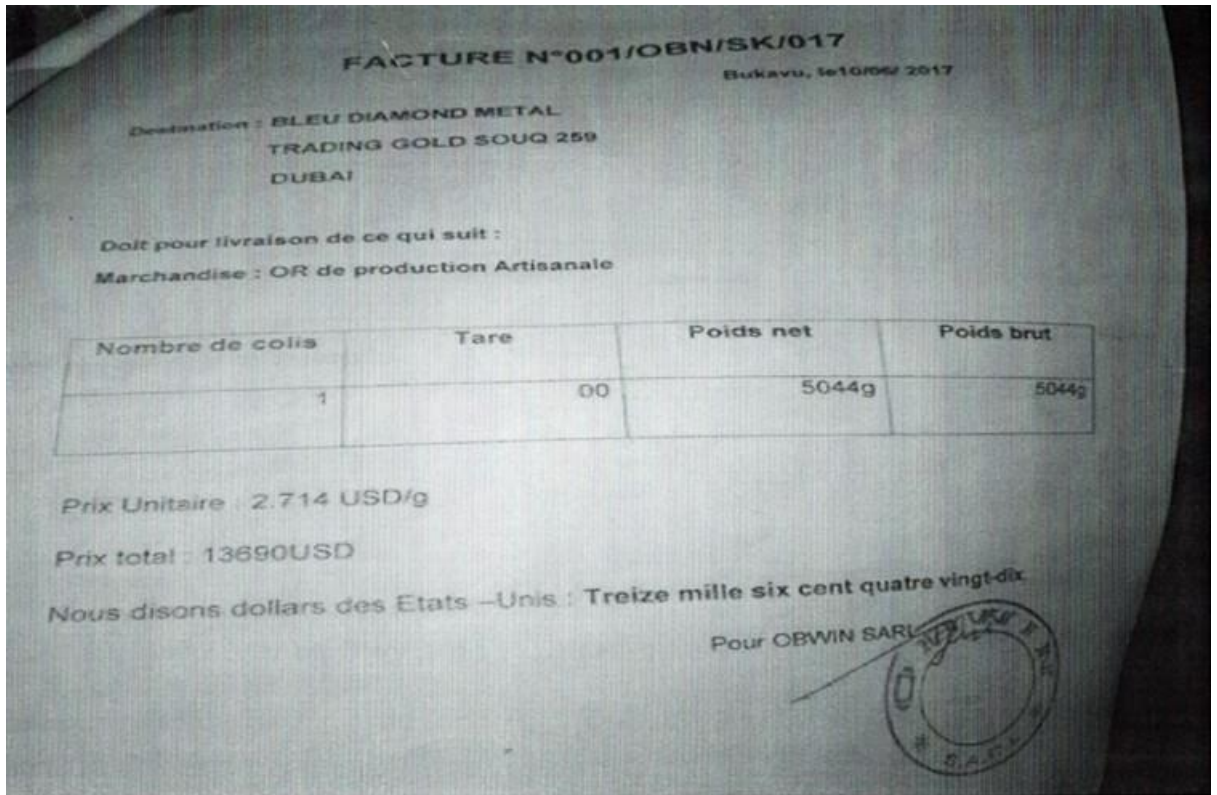 FACTURE N°001/OBN/SK/017
Bukavu, le10/06/ 2017
Destination : BLEU DIAMOND METAL
TRADING GOLD SOUQ 259
DUBAI
Doit pour livraison de ce qui suit :
Marchandise : OR de production Artisanale
Nombre de colis Tare Poids net Poids brut
1 00 5044g 5044g
Prix Unitaire : 2.714 USD/g
Prix total : 13690USD
Nous disons dollars des Etats –Unis : Treize mille six cent quatre vingt-dix
Pour OBWIN SARL
S.A.R.L